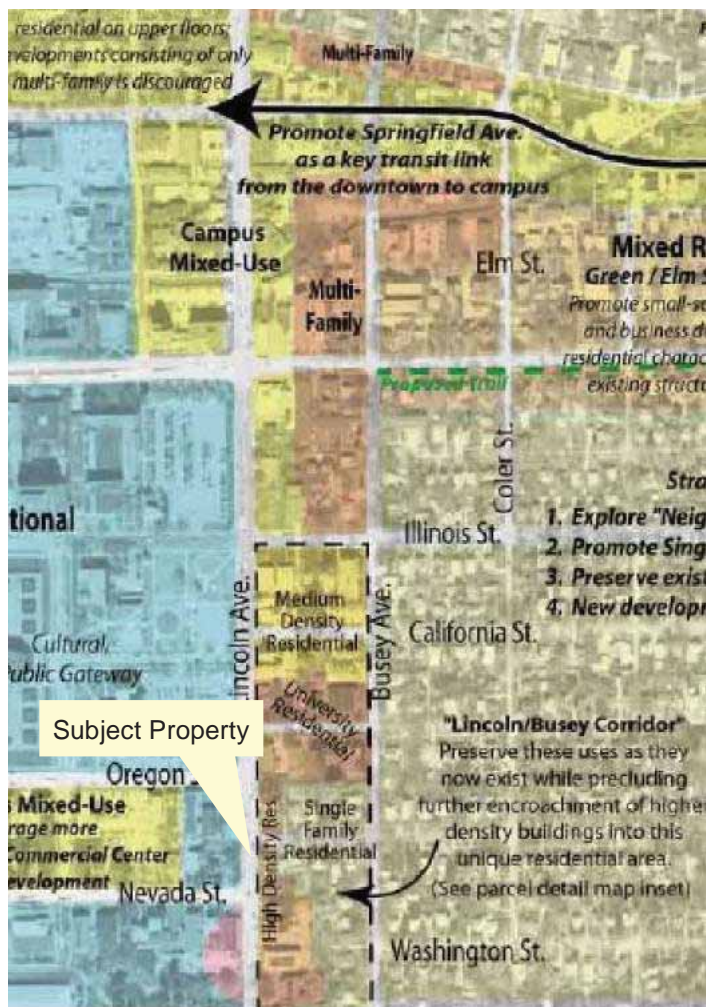 residential on upper floors;
velopments consisting of only
multi-family is discouraged
Multi-Family
Promote Springfield Ave.
as a key transit link
from the downtown to campus
Campus
Mixed-Use
Multi-
Family
Elm St.
Mixed R
Green / Elm S
Promote small-sc
and business d
residential charac
existing structu
Proposed Trail
Coler St.
Illinois St.
Stra
1. Explore "Neig
2. Promote Sing
3. Preserve exist
4. New developm
tional
Lincoln Ave.
Busey Ave.
Medium
Density
Residential
California St.
Cultural,
Public Gateway
University
Residential
Subject Property
"Lincoln/Busey Corridor"
Preserve these uses as they
now exist while precluding
further encroachment of higher
density buildings into this
unique residential area.
(See parcel detail map inset)
Oregon
s Mixed-Use
rage more
Commercial Center
evelopment
High Density Res.
Single
Family
Residential
Nevada St.
Washington St.